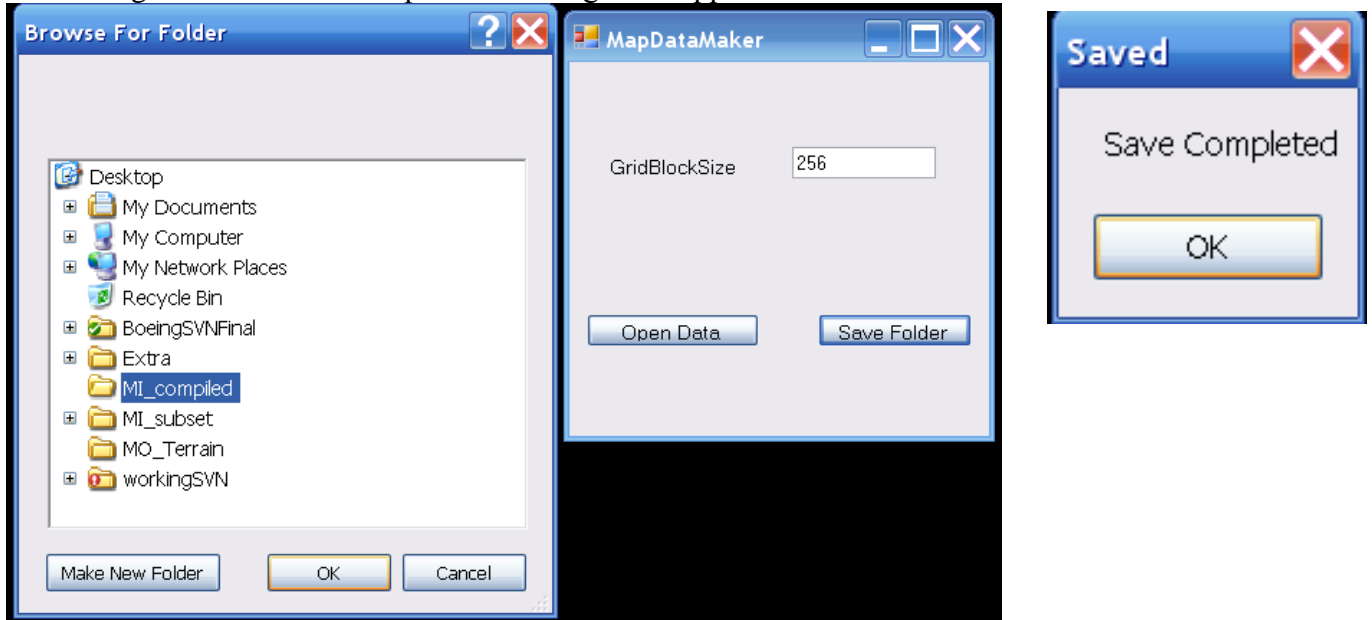 Browse For Folder
Desktop
My Documents
My Computer
My Network Places
Recycle Bin
BoeingSVNFinal
Extra
MI_compiled
MI_subset
MO_Terrain
workingSVN
Make New Folder
OK
Cancel
MapDataMaker
GridBlockSize
256
Open Data
Save Folder
Saved
Save Completed
OK